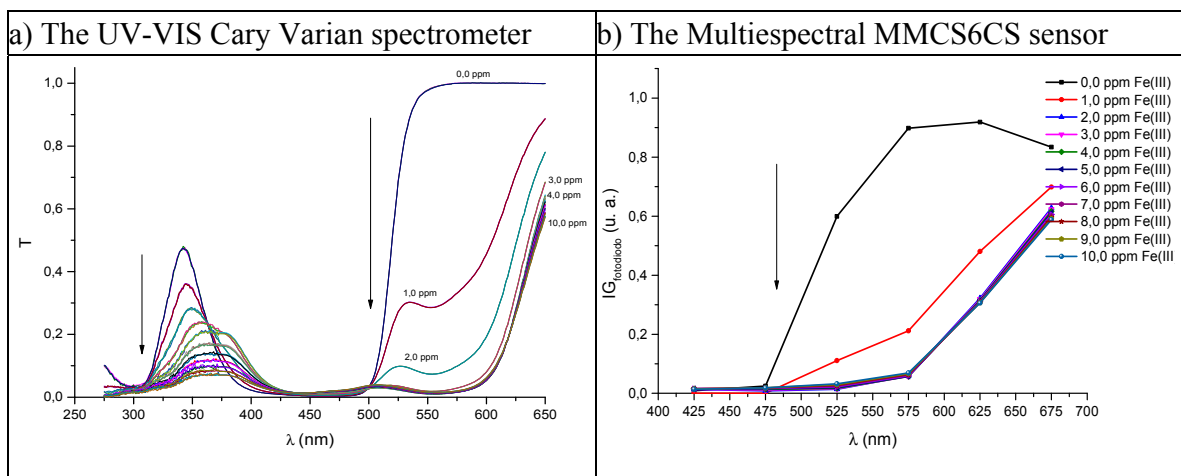 a) The UV-VIS Cary Varian spectrometer
b) The Multiespectral MMCS6CS sensor
1,0
0,8
0,6
0,4
0,2
0,0
T
250
300
350
400
450
500
550
600
650
λ (nm)
0,0 ppm
1,0 ppm
2,0 ppm
3,0 ppm
4,0 ppm
10,0 ppm
1,0
0,8
0,6
0,4
0,2
0,0
IGfotodiodo (u. a.)
400
425
450
475
500
525
550
575
600
625
650
675
700
λ (nm)
0,0 ppm Fe(III)
1,0 ppm Fe(III)
2,0 ppm Fe(III)
3,0 ppm Fe(III)
4,0 ppm Fe(III)
5,0 ppm Fe(III)
6,0 ppm Fe(III)
7,0 ppm Fe(III)
8,0 ppm Fe(III)
9,0 ppm Fe(III)
10,0 ppm Fe(III